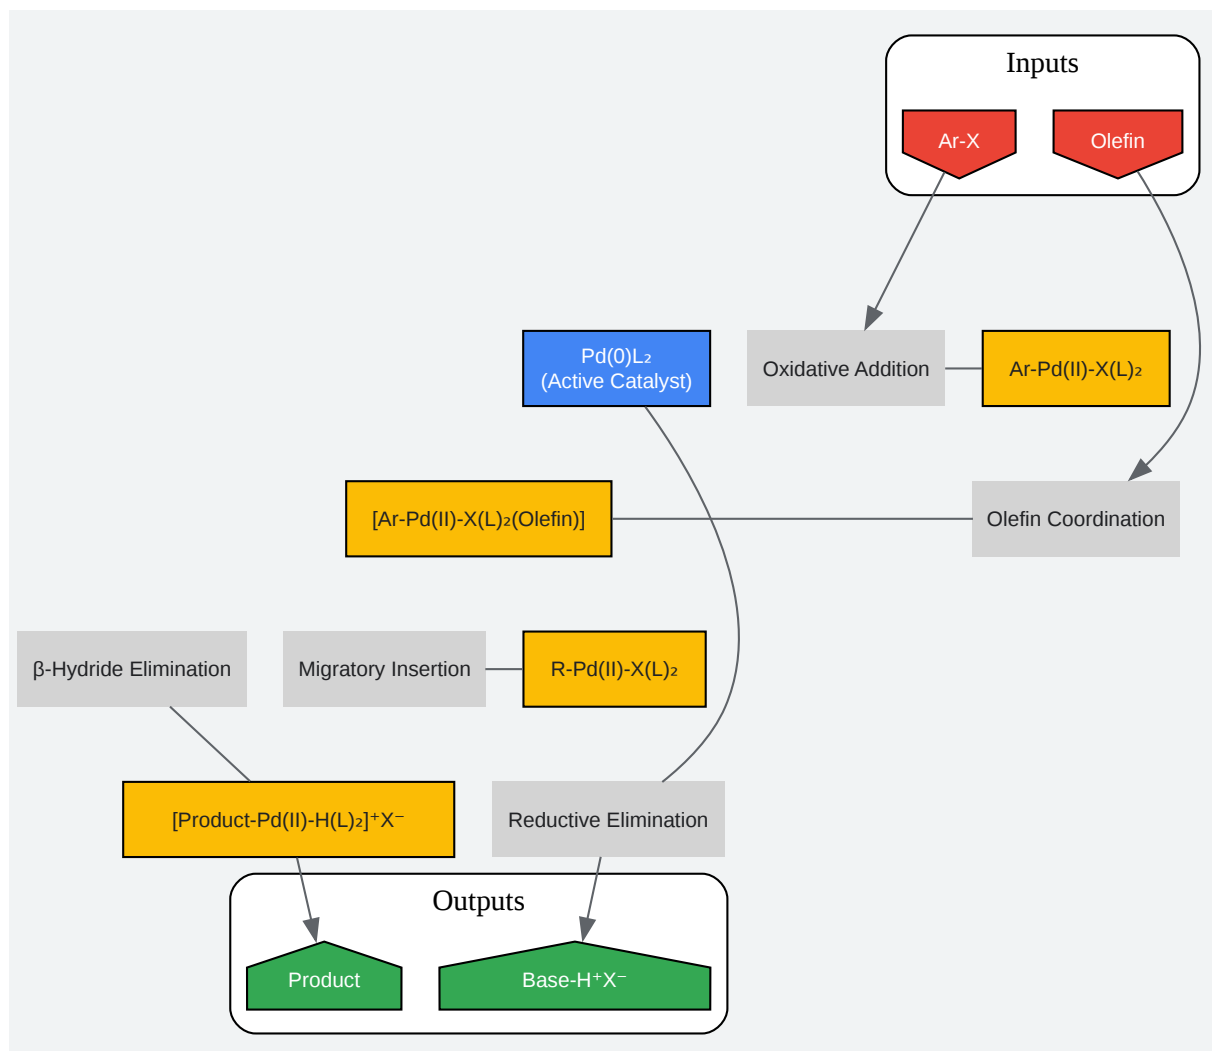 Inputs
Ar-X
Olefin
Pd(0)L₂
(Active Catalyst)
Oxidative Addition
Ar-Pd(II)-X(L)₂
[Ar-Pd(II)-X(L)₂(Olefin)]
Olefin Coordination
β-Hydride Elimination
Migratory Insertion
R-Pd(II)-X(L)₂
[Product-Pd(II)-H(L)₂]⁺X⁻
Reductive Elimination
Outputs
Product
Base-H⁺X⁻